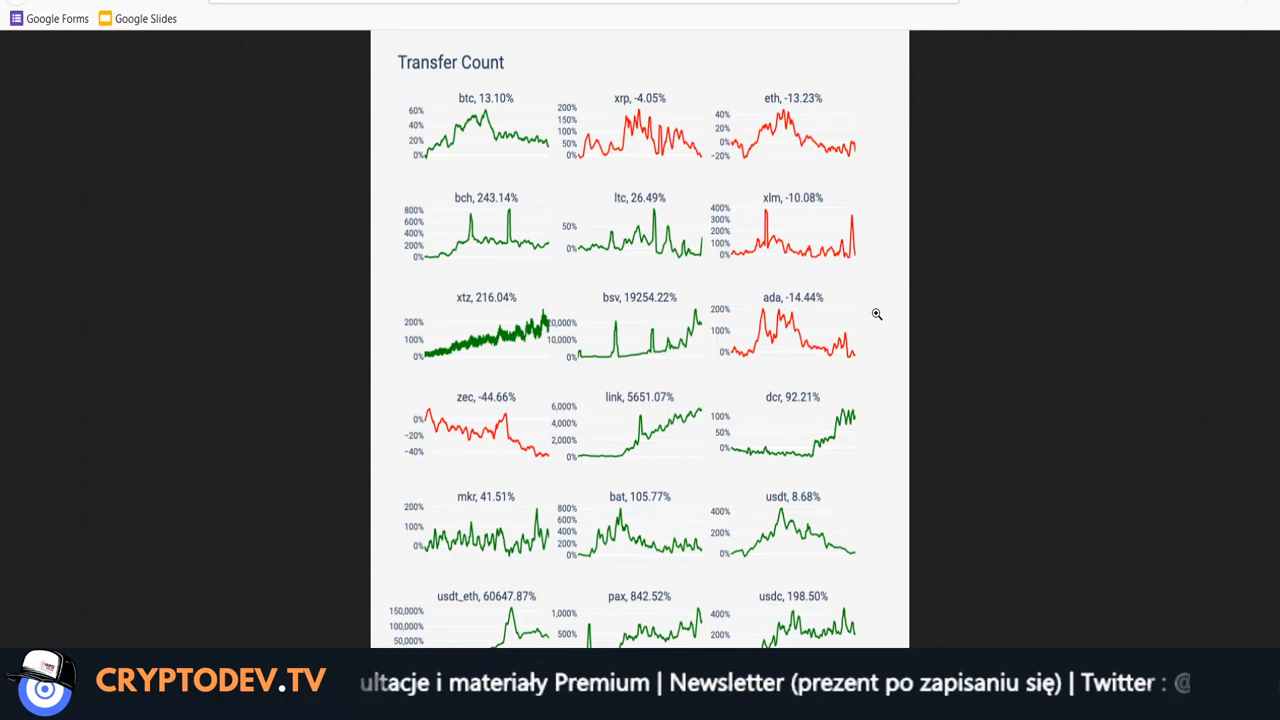 Google Forms Google Slides
Transfer Count
btc, 13.10% xrp, -4.05% eth, -13.23%
60% 40% 20% 0%
200% 150% 100% 50% 0%
40% 20% 0% −20%
bch, 243.14% ltc, 26.49% xlm, -10.08%
800% 600% 400% 200% 0%
50% 0%
400% 300% 200% 100% 0%
xtz, 216.04% bsv, 19254.22% ada, -14.44%
200% 100% 0%
20,000% 10,000% 0%
200% 100% 0%
zec, -44.66% link, 5651.07% dcr, 92.21%
0% −20% −40%
6,000% 4,000% 2,000% 0%
100% 50% 0%
mkr, 41.51% bat, 105.77% usdt, 8.68%
200% 100% 0%
800% 600% 400% 200% 0%
400% 200% 0%
usdt_eth, 60647.87% pax, 842.52% usdc, 198.50%
150,000% 100,000% 50,000%
1,000% 500%
400% 200%
CRYPTODEV.TV
ultacje i materiały Premium | Newsletter (prezent po zapisaniu się) | Twitter : @